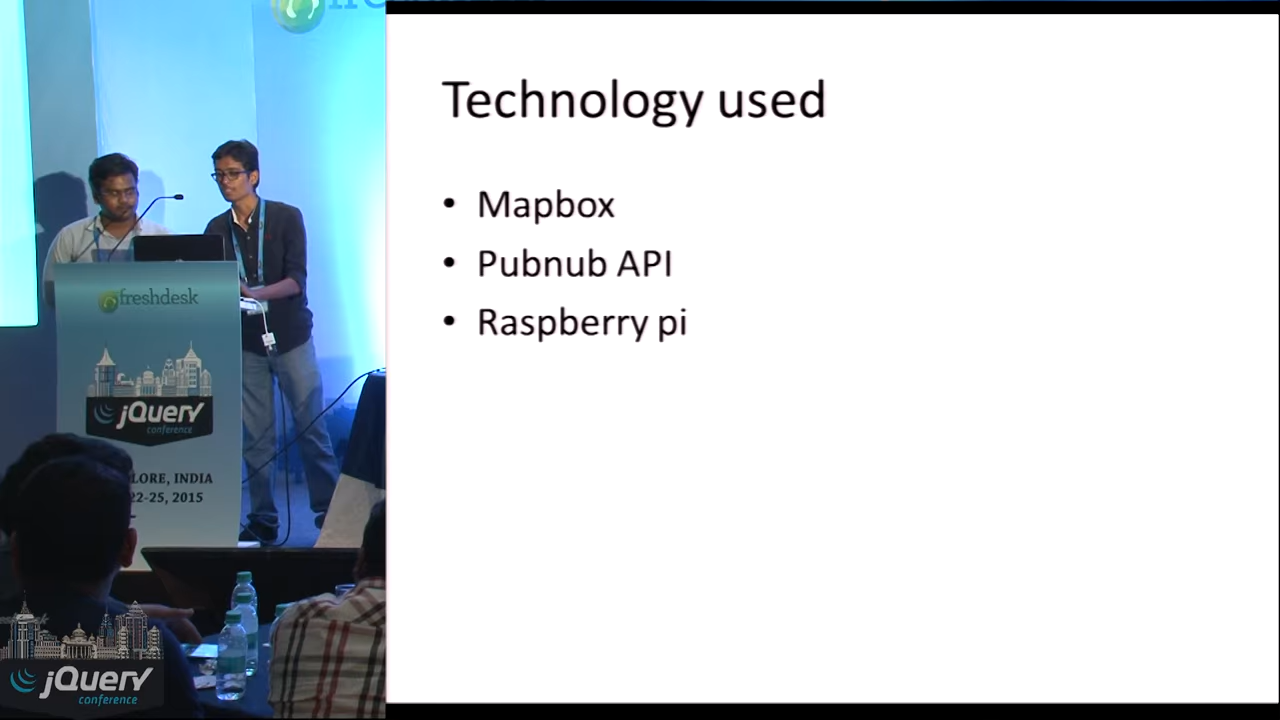 Technology used
• Mapbox
• Pubnub API
• Raspberry pi
freshdesk
jQuery
conference
LORE, INDIA
22-25, 2015
jQuery
conference